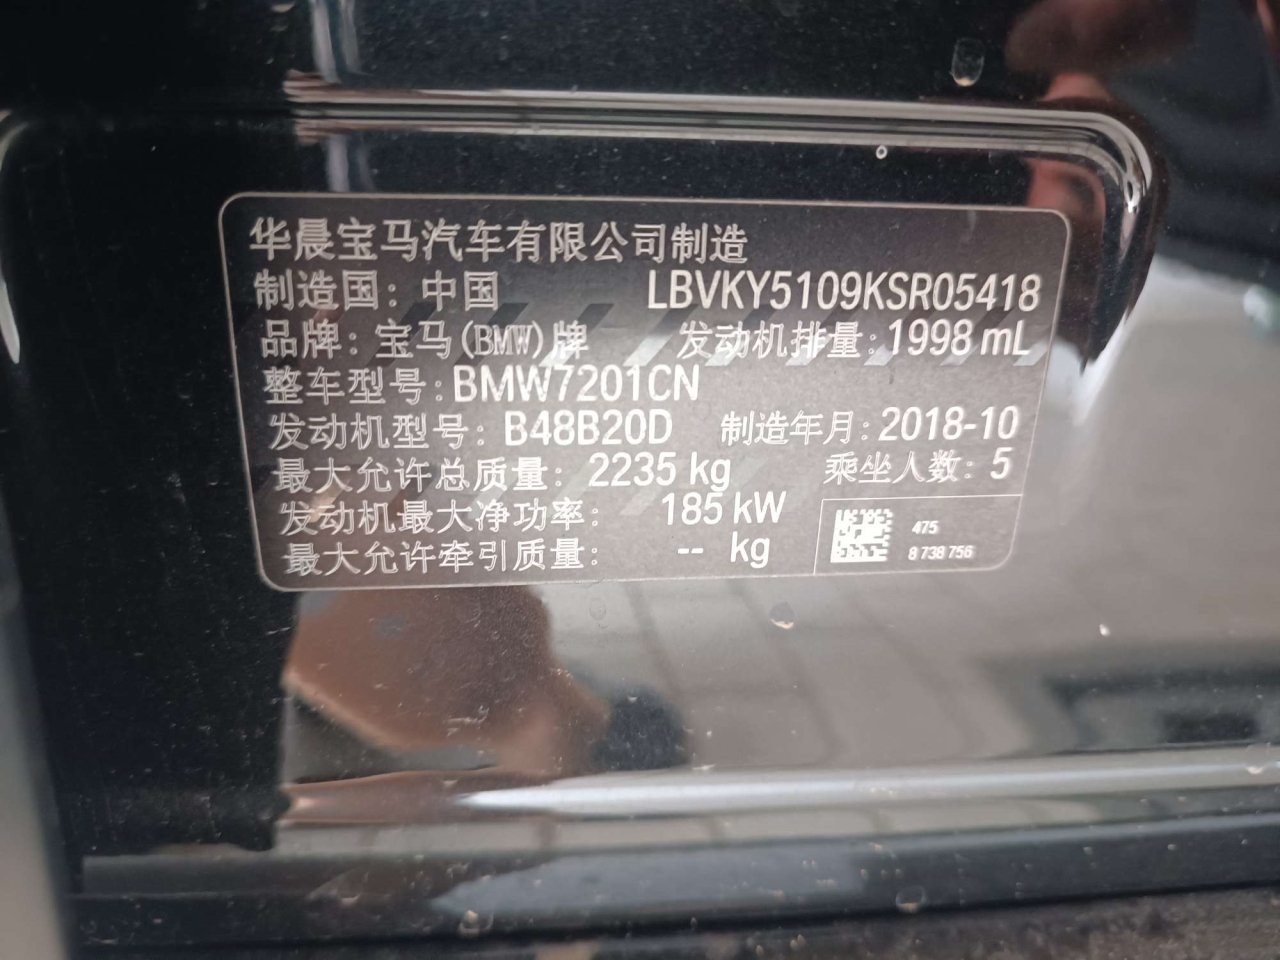 华晨宝马汽车有限公司制造
制造国：中国 LBVKY5109KSR05418
品牌：宝马(BMW)牌 发动机排量：1998 mL
整车型号：BMW7201CN
发动机型号：B48B20D 制造年月：2018-10
最大允许总质量：2235 kg 乘坐人数：5
发动机最大净功率：185 kW
最大允许牵引质量：-- kg
475
8 738 756